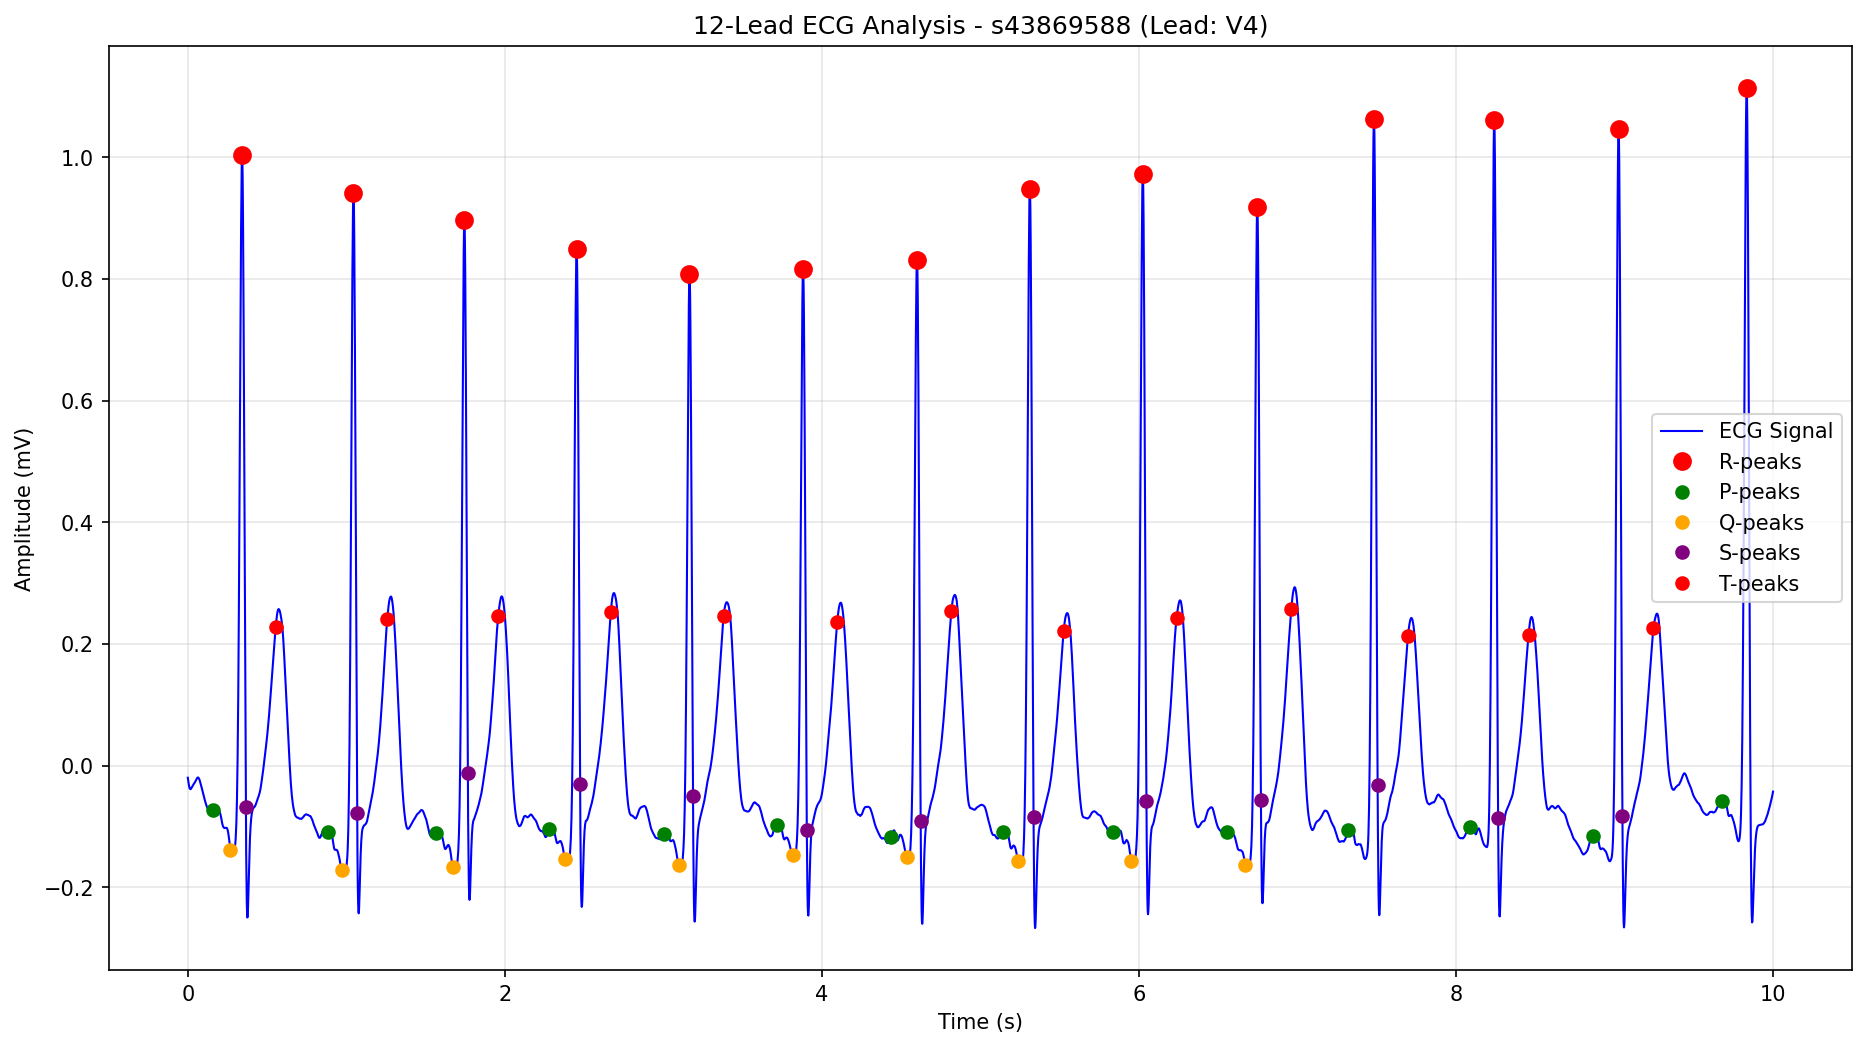 12-Lead ECG Analysis - s43869588 (Lead: V4)
Amplitude (mV)
1.0
0.8
0.6
0.4
0.2
0.0
−0.2
ECG Signal
R-peaks
P-peaks
Q-peaks
S-peaks
T-peaks
0 2 4 6 8 10
Time (s)